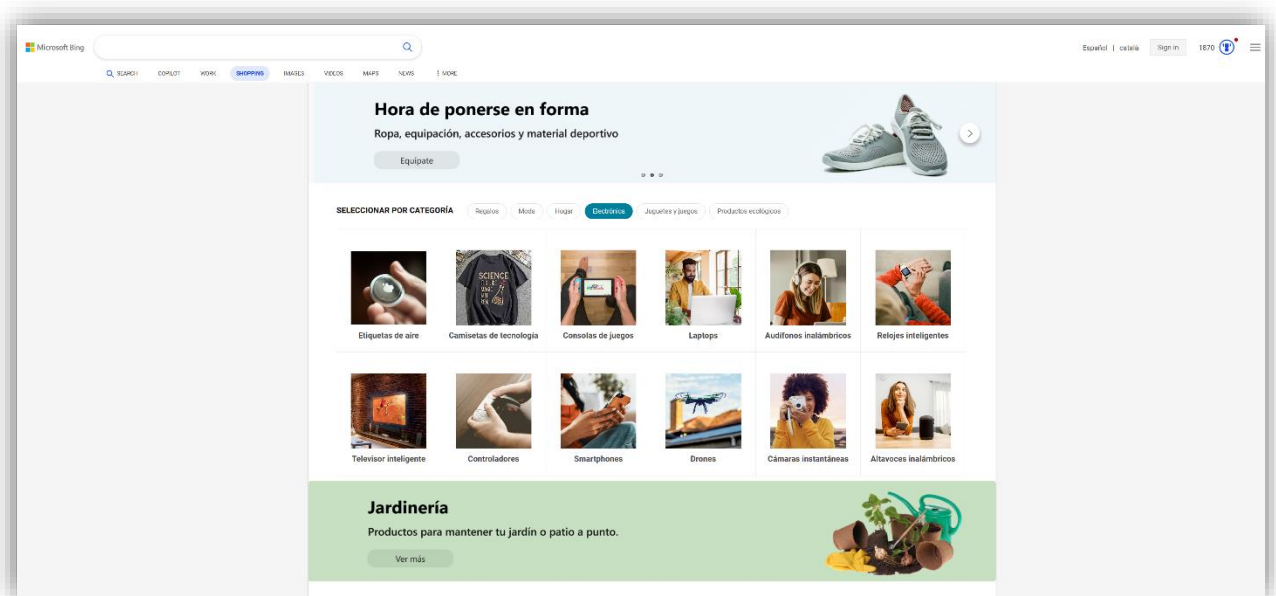 Microsoft Bing
Español | català Sign in 1870
SEARCH COPILOT WORK SHOPPING IMAGES VIDEOS MAPS NEWS MORE
Hora de ponerse en forma
Ropa, equipación, accesorios y material deportivo
Equípate
SELECCIONAR POR CATEGORÍA Regalos Moda Hogar Electrónica Juguetes y juegos Productos ecológicos
SCIENCE
Etiquetas de aire Camisetas de tecnología Consolas de juegos Laptops Audífonos inalámbricos Relojes inteligentes
Televisor inteligente Controladores Smartphones Drones Cámaras instantáneas Altavoces inalámbricos
Jardinería
Productos para mantener tu jardín o patio a punto.
Ver más